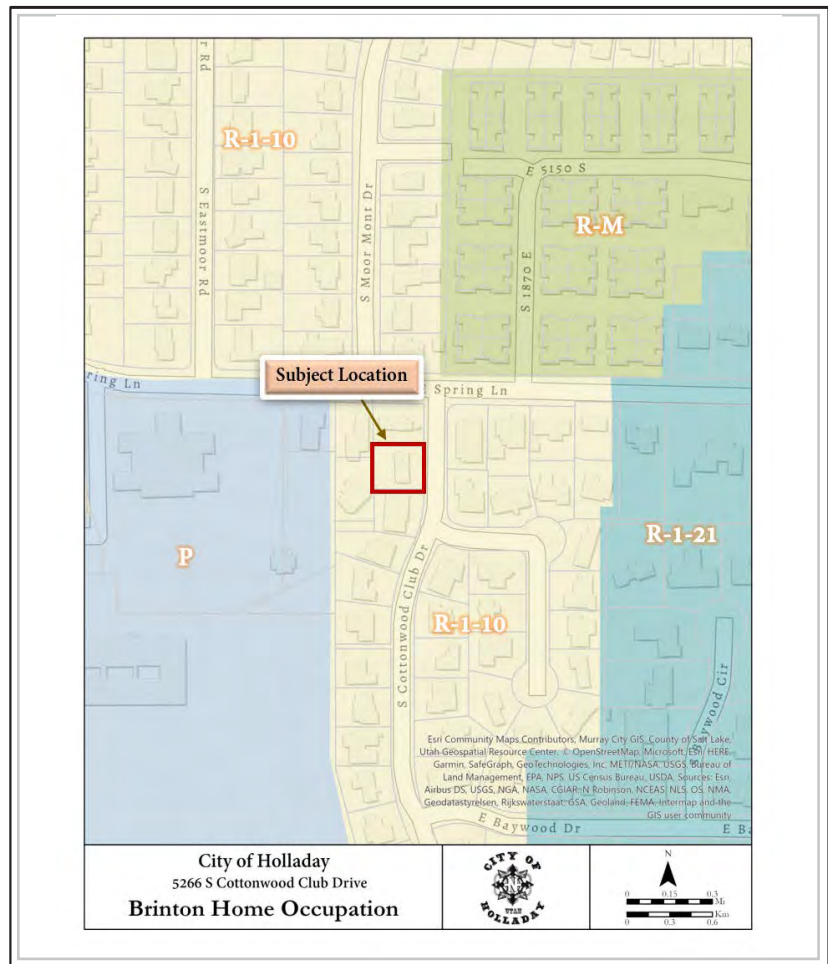 r Rd
R-1-10
S Eastmoor Rd
S Moor Mont Dr
E 5150 S
R-M
S 1870 E
Subject Location
ring Ln
E Spring Ln
P
R-1-21
S Cottonwood Club Dr
R-1-10
S Baywood Cir
Esri Community Maps Contributors, Murray City GIS, County of Salt Lake,
Utah Geospatial Resource Center, © OpenStreetMap, Microsoft, Esri, HERE,
Garmin, SafeGraph, GeoTechnologies, Inc, METI/NASA, USGS, Bureau of
Land Management, EPA, NPS, US Census Bureau, USDA, Sources: Esri,
Airbus DS, USGS, NGA, NASA, CGIAR, N Robinson, NCEAS, NLS, OS, NMA,
Geodatastyrelsen, Rijkswaterstaat, GSA, Geoland, FEMA, Intermap and the
GIS user community
E Baywood Dr
E Ba
City of Holladay
5266 S Cottonwood Club Drive
Brinton Home Occupation
CITY OF
UTAH
HOLLADAY
N
0 0.15 0.3
Mi
Km
0 0.3 0.6